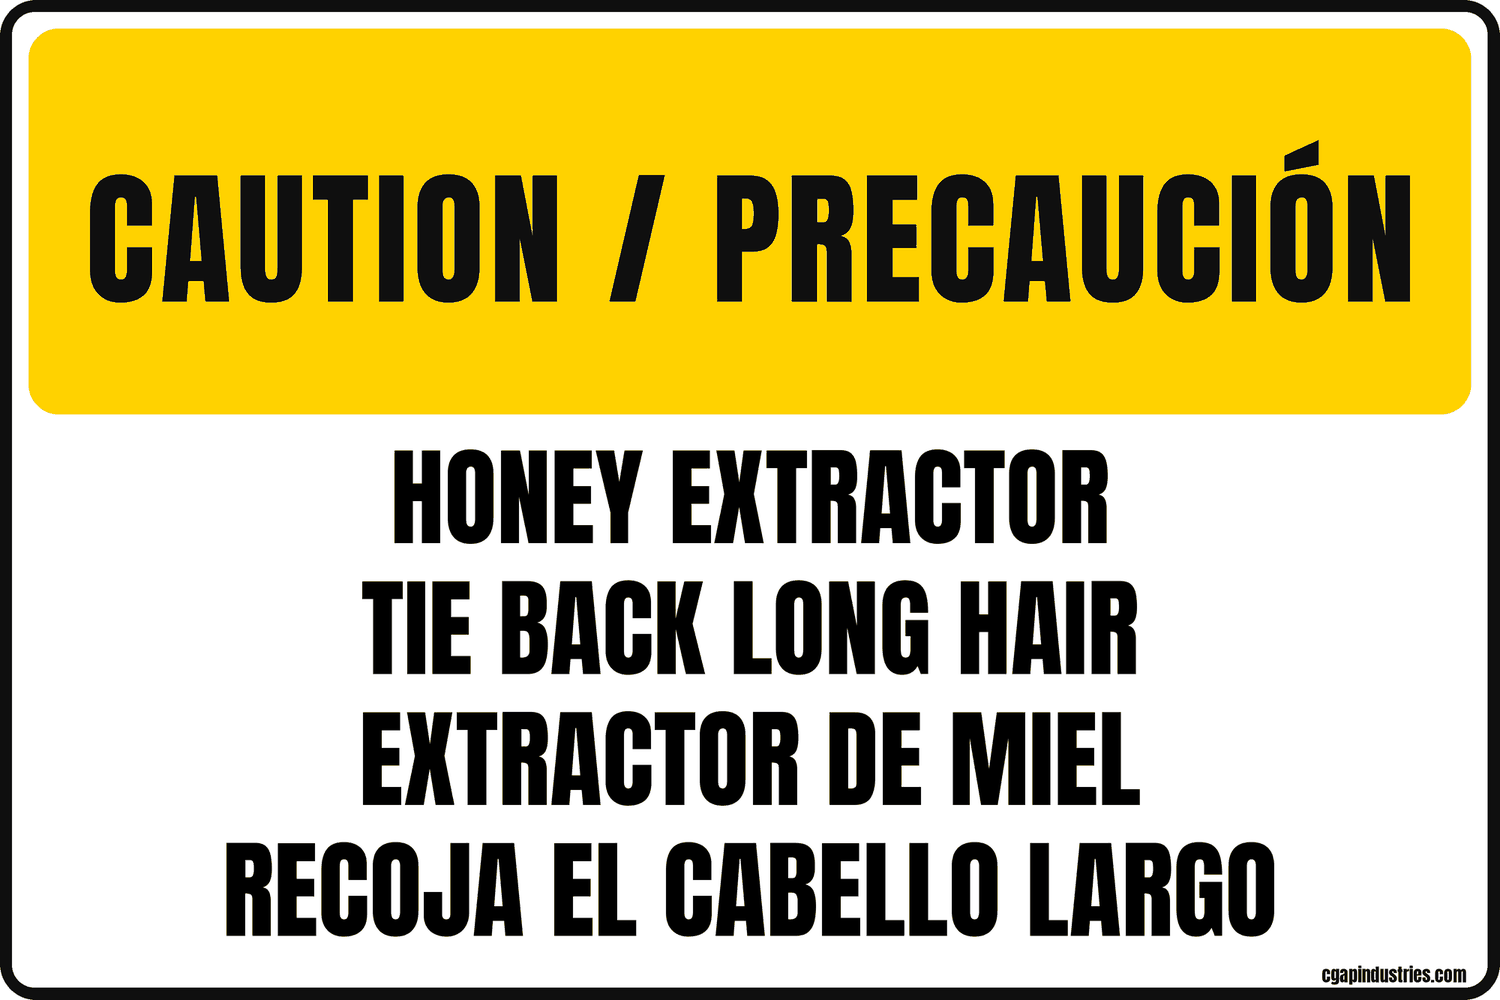 CAUTION / PRECAUCIÓN
HONEY EXTRACTOR
TIE BACK LONG HAIR
EXTRACTOR DE MIEL
RECOJA EL CABELLO LARGO
cgapindustries.com